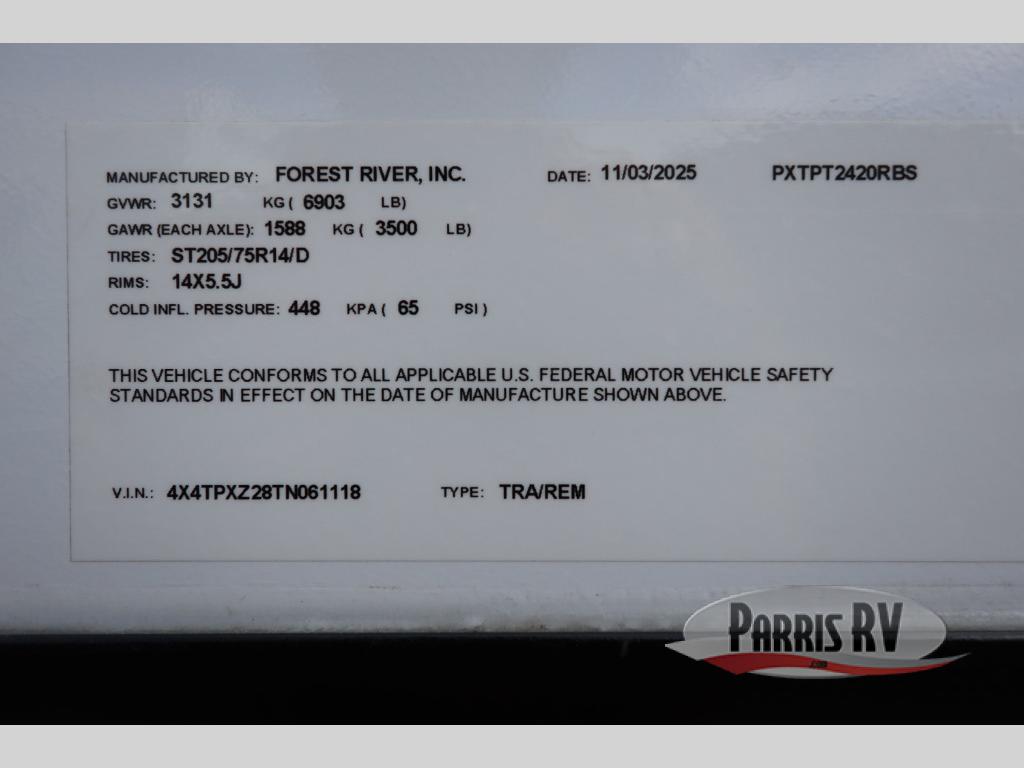 MANUFACTURED BY: FOREST RIVER, INC. DATE: 11/03/2025 PXTPT2420RBS
GVWR: 3131 KG ( 6903 LB)
GAWR (EACH AXLE): 1588 KG ( 3500 LB)
TIRES: ST205/75R14/D
RIMS: 14X5.5J
COLD INFL. PRESSURE: 448 KPA ( 65 PSI )
THIS VEHICLE CONFORMS TO ALL APPLICABLE U.S. FEDERAL MOTOR VEHICLE SAFETY
STANDARDS IN EFFECT ON THE DATE OF MANUFACTURE SHOWN ABOVE.
V.I.N.: 4X4TPXZ28TN061118 TYPE: TRA/REM
PARRIS RV
.com